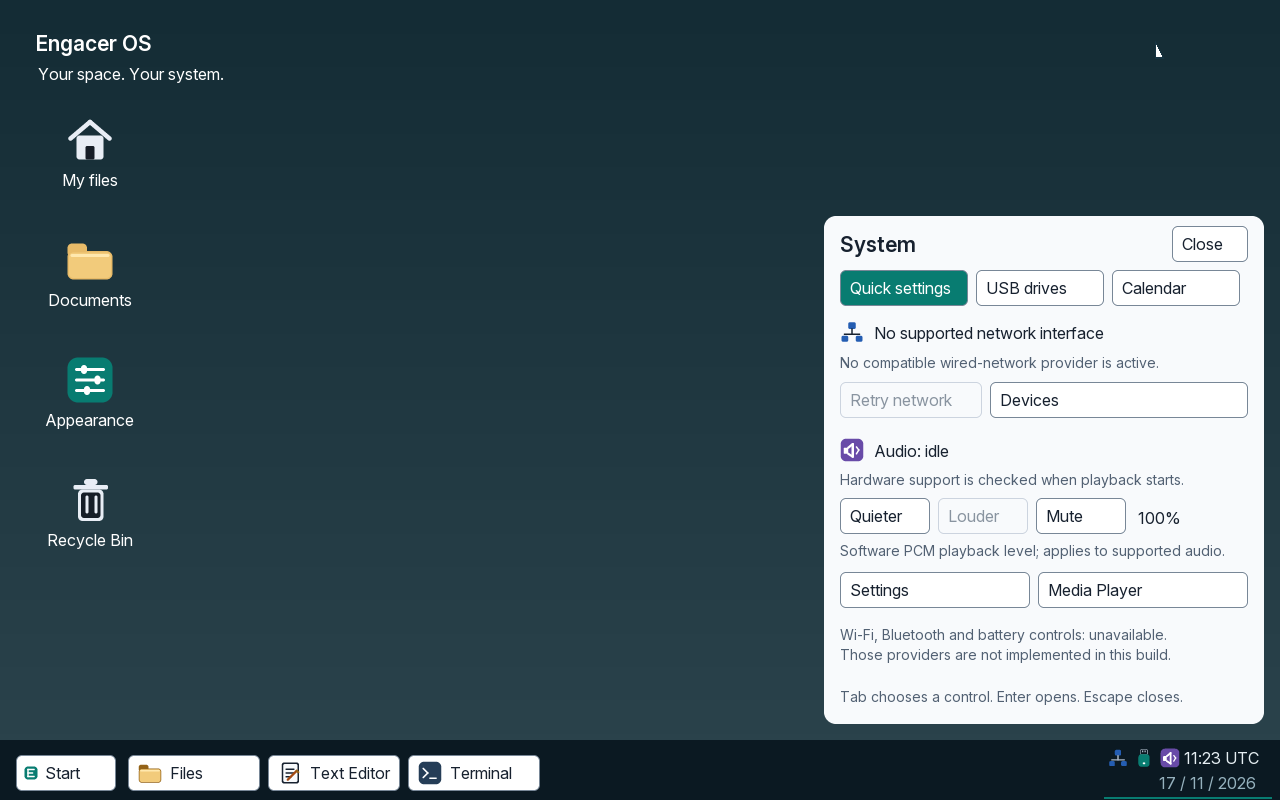 Engacer OS
Your space. Your system.
My files
Documents
Appearance
Recycle Bin
System
Close
Quick settings
USB drives
Calendar
No supported network interface
No compatible wired-network provider is active.
Retry network
Devices
Audio: idle
Hardware support is checked when playback starts.
Quieter
Louder
Mute
100%
Software PCM playback level; applies to supported audio.
Settings
Media Player
Wi-Fi, Bluetooth and battery controls: unavailable.
Those providers are not implemented in this build.
Tab chooses a control. Enter opens. Escape closes.
E Start
Files
Text Editor
Terminal
11:23 UTC
17 / 11 / 2026